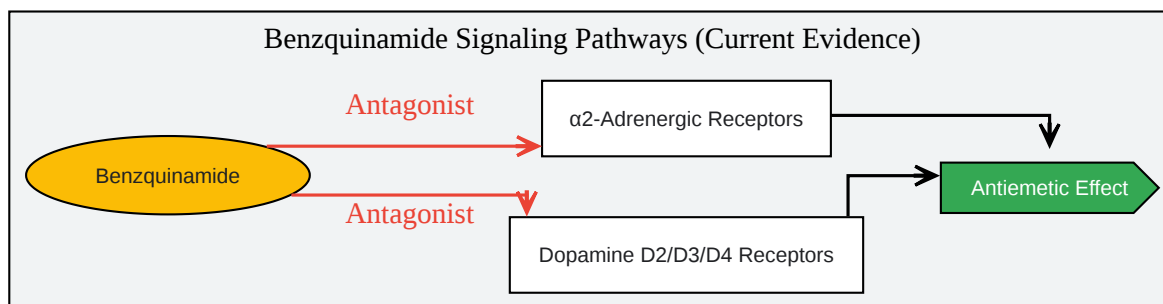 Benzquinamide Signaling Pathways (Current Evidence)
Antagonist
α2-Adrenergic Receptors
Benzquinamide
Antiemetic Effect
Antagonist
Dopamine D2/D3/D4 Receptors